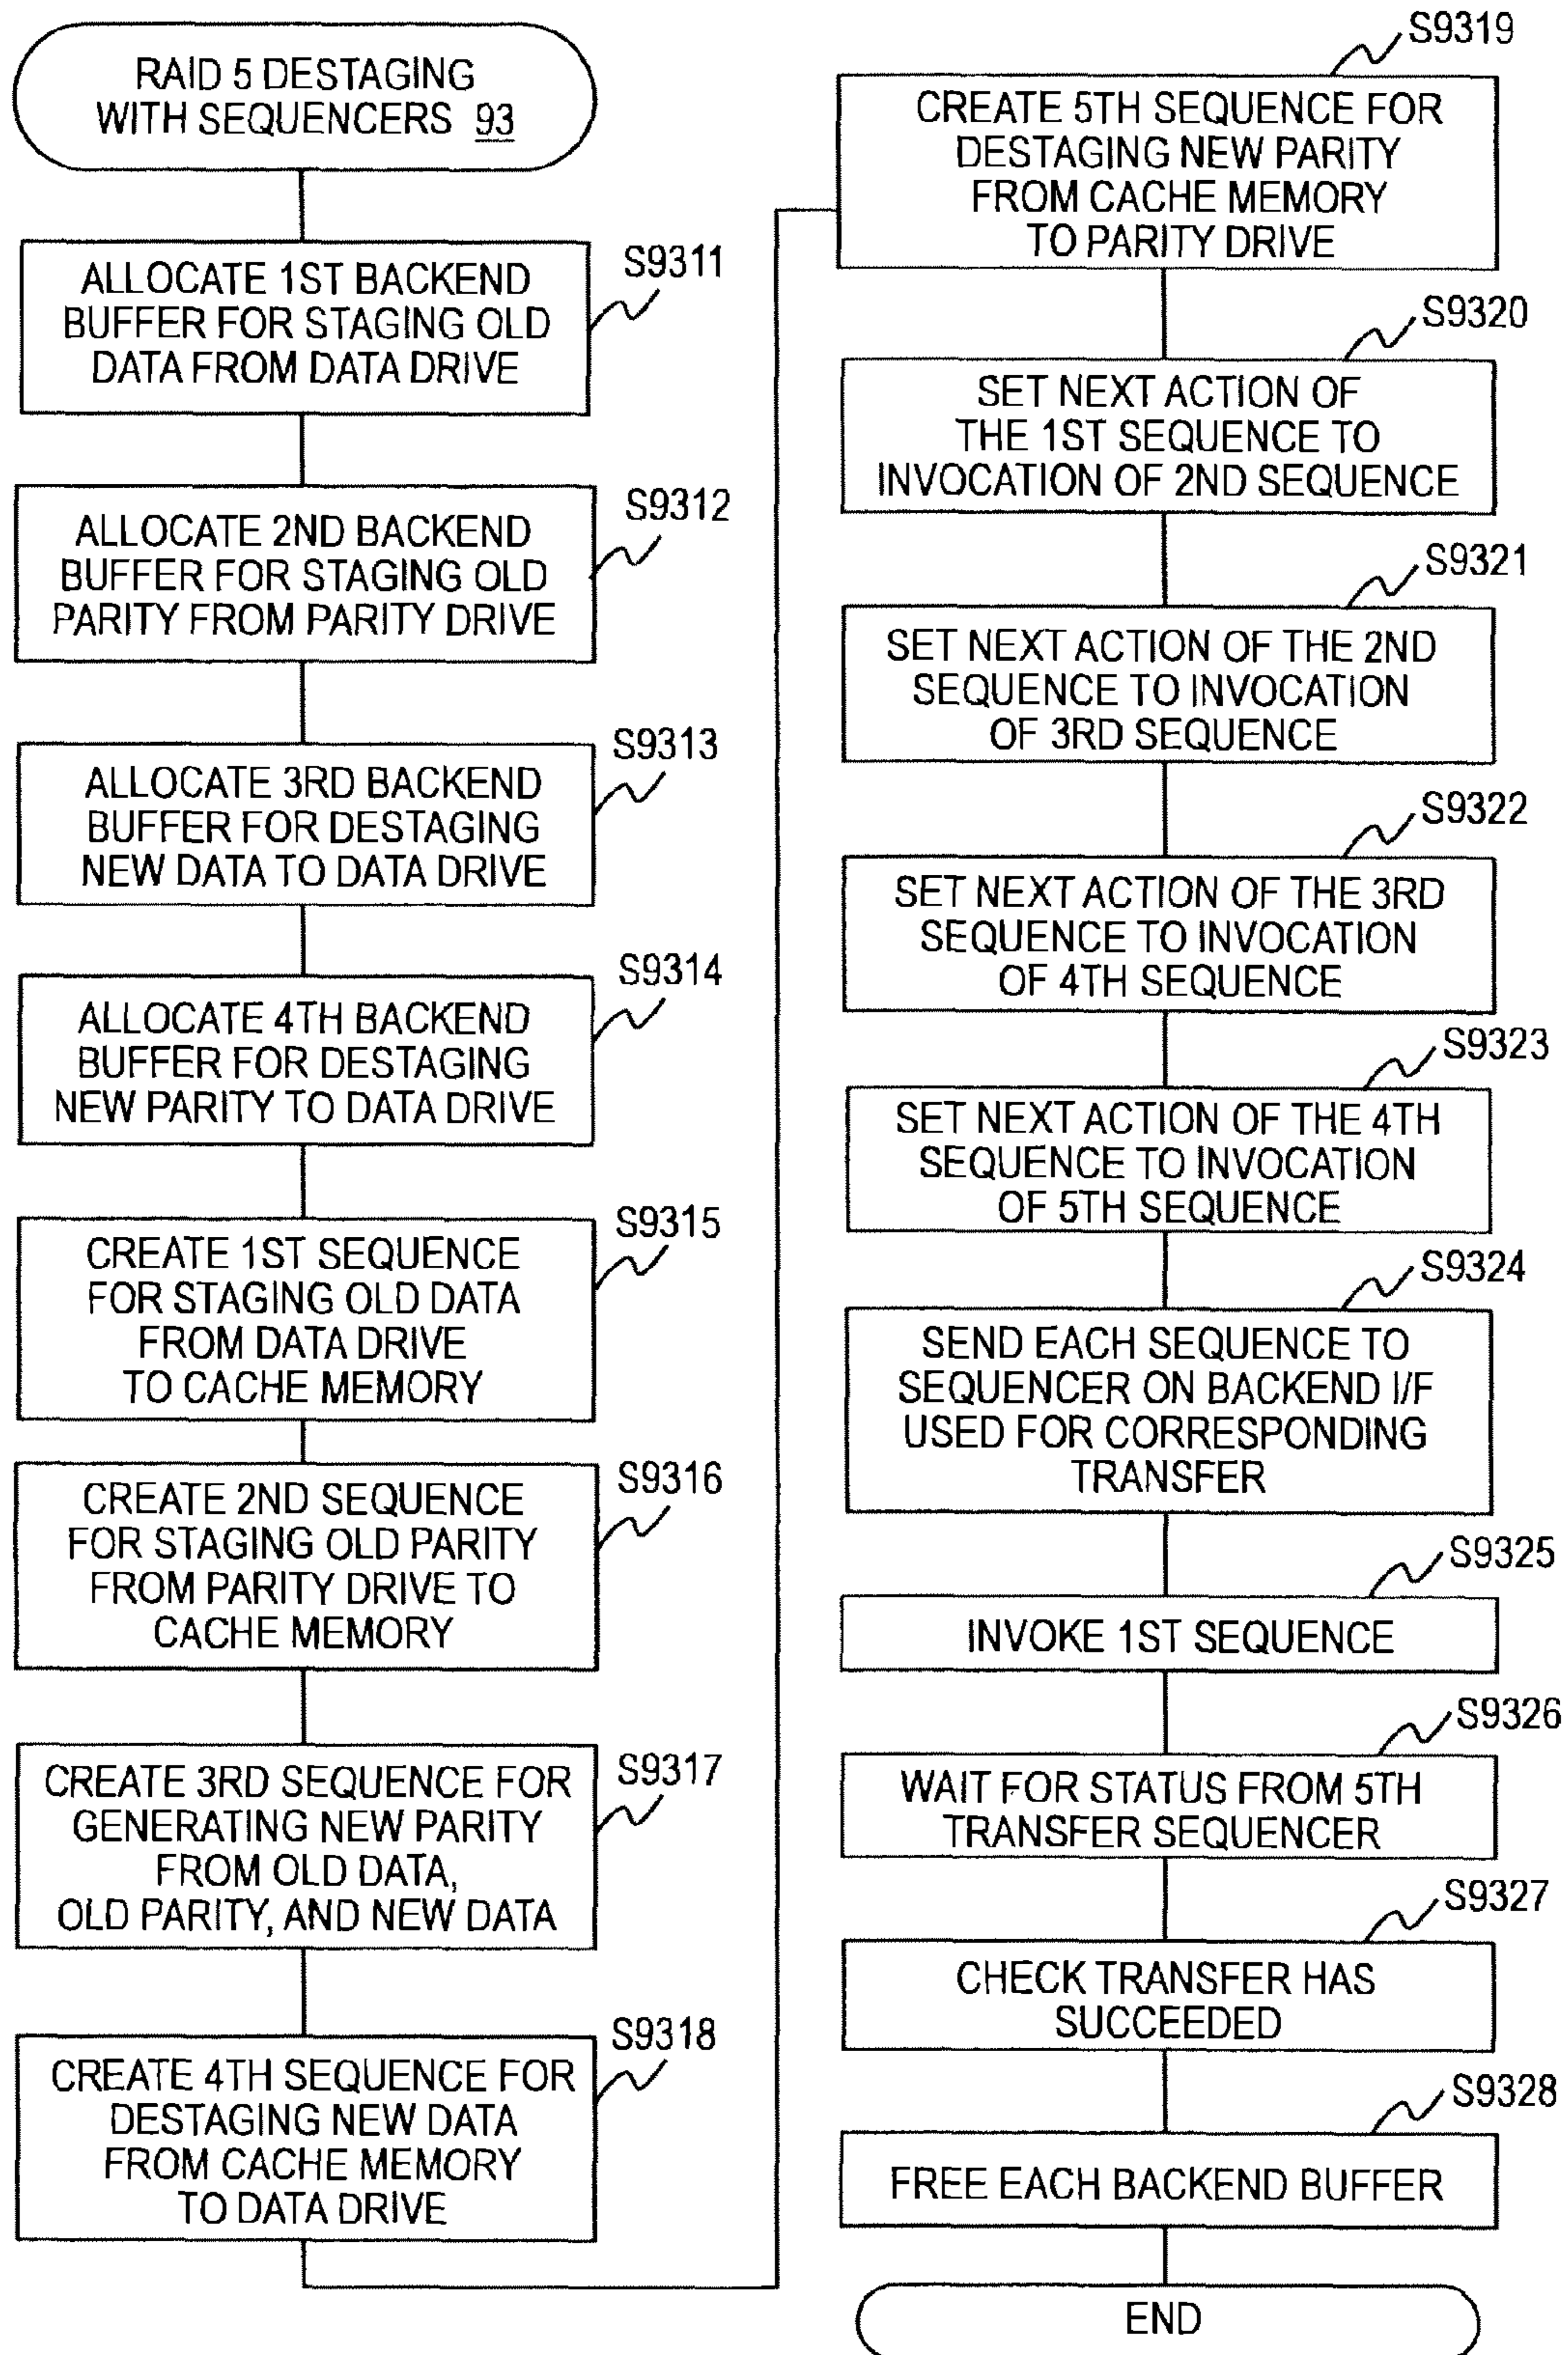 RAID 5 DESTAGING
WITH SEQUENCERS 93
S9311
ALLOCATE 1ST BACKEND
BUFFER FOR STAGING OLD
DATA FROM DATA DRIVE
S9312
ALLOCATE 2ND BACKEND
BUFFER FOR STAGING OLD
PARITY FROM PARITY DRIVE
S9313
ALLOCATE 3RD BACKEND
BUFFER FOR DESTAGING
NEW DATA TO DATA DRIVE
S9314
ALLOCATE 4TH BACKEND
BUFFER FOR DESTAGING
NEW PARITY TO DATA DRIVE
S9315
CREATE 1ST SEQUENCE
FOR STAGING OLD DATA
FROM DATA DRIVE
TO CACHE MEMORY
S9316
CREATE 2ND SEQUENCE
FOR STAGING OLD PARITY
FROM PARITY DRIVE TO
CACHE MEMORY
S9317
CREATE 3RD SEQUENCE FOR
GENERATING NEW PARITY
FROM OLD DATA,
OLD PARITY, AND NEW DATA
S9318
CREATE 4TH SEQUENCE FOR
DESTAGING NEW DATA
FROM CACHE MEMORY
TO DATA DRIVE
S9319
CREATE 5TH SEQUENCE FOR
DESTAGING NEW PARITY
FROM CACHE MEMORY
TO PARITY DRIVE
S9320
SET NEXT ACTION OF
THE 1ST SEQUENCE TO
INVOCATION OF 2ND SEQUENCE
S9321
SET NEXT ACTION OF THE 2ND
SEQUENCE TO INVOCATION
OF 3RD SEQUENCE
S9322
SET NEXT ACTION OF THE 3RD
SEQUENCE TO INVOCATION
OF 4TH SEQUENCE
S9323
SET NEXT ACTION OF THE 4TH
SEQUENCE TO INVOCATION
OF 5TH SEQUENCE
S9324
SEND EACH SEQUENCE TO
SEQUENCER ON BACKEND I/F
USED FOR CORRESPONDING
TRANSFER
S9325
INVOKE 1ST SEQUENCE
S9326
WAIT FOR STATUS FROM 5TH
TRANSFER SEQUENCER
S9327
CHECK TRANSFER HAS
SUCCEEDED
S9328
FREE EACH BACKEND BUFFER
END